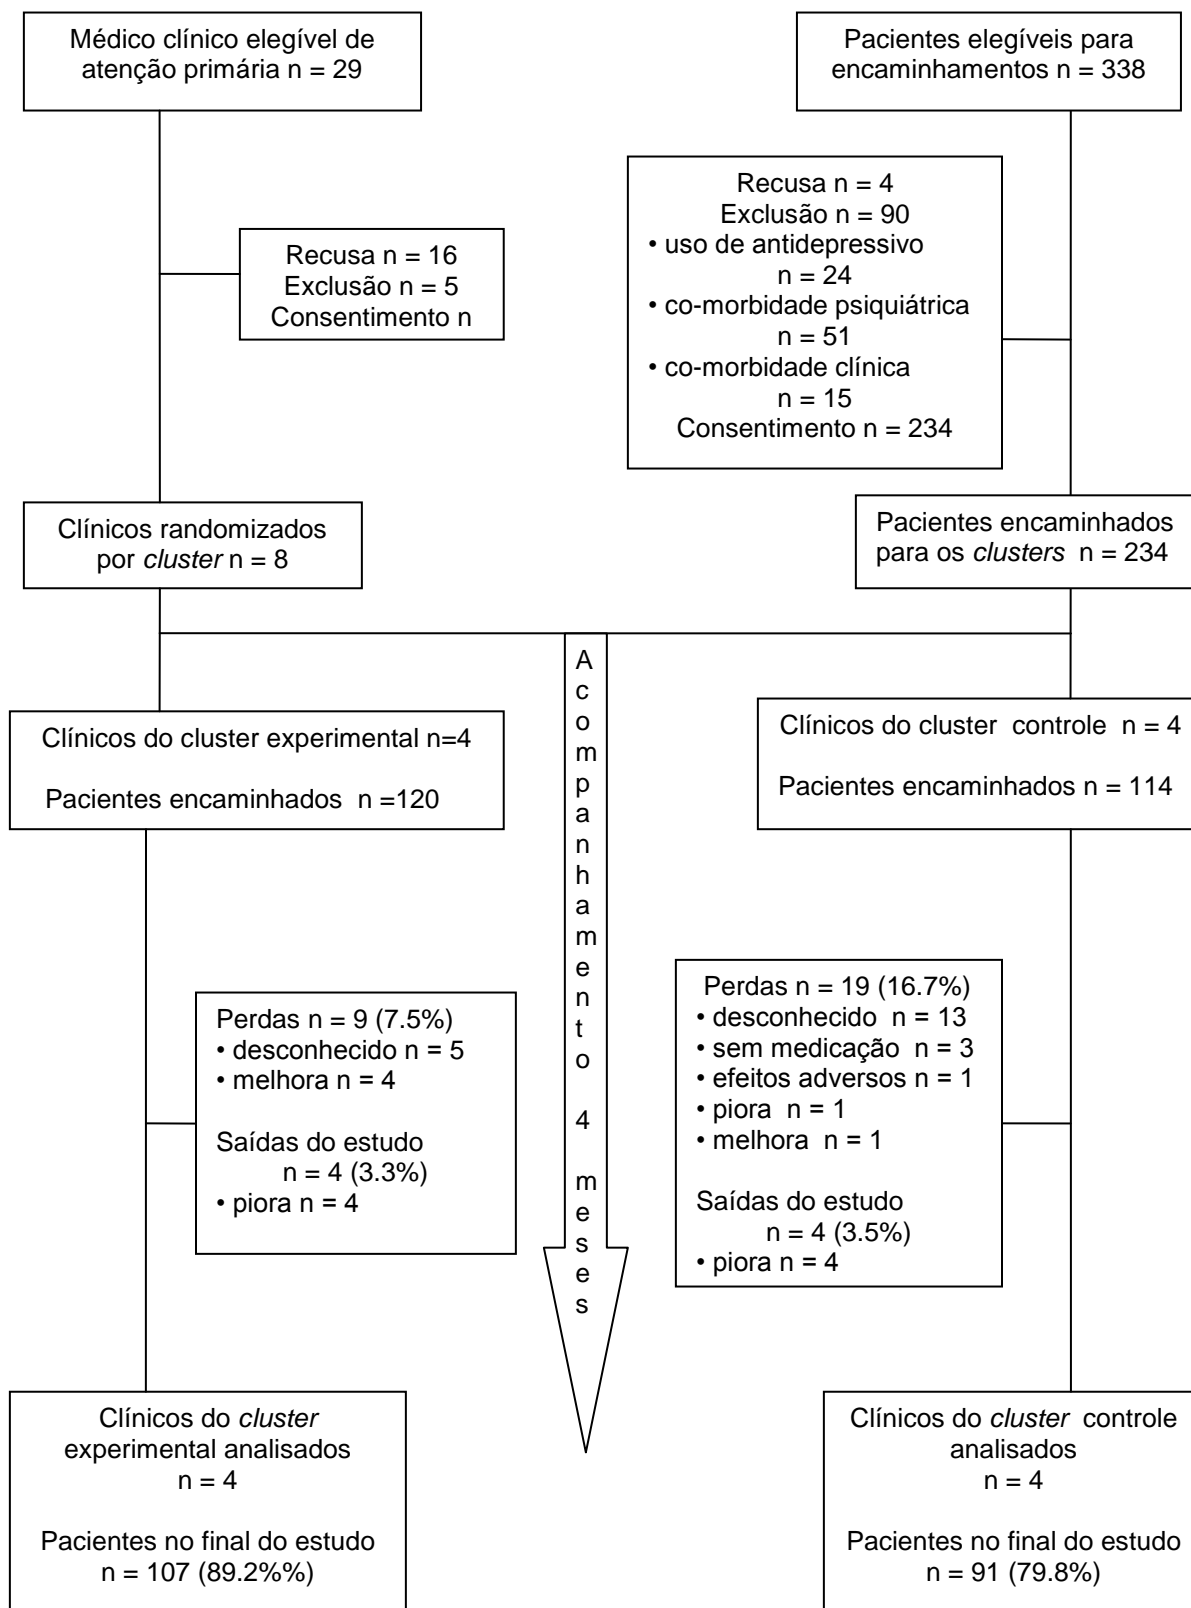 Médico clínico elegível de
atenção primária n = 29
Pacientes elegíveis para
encaminhamentos n = 338
Recusa n = 16
Exclusão n = 5
Consentimento n
Recusa n = 4
Exclusão n = 90
• uso de antidepressivo
n = 24
• co-morbidade psiquiátrica
n = 51
• co-morbidade clínica
n = 15
Consentimento n = 234
Clínicos randomizados
por cluster n = 8
Pacientes encaminhados
para os clusters n = 234
Acompanhamento 4 meses
Clínicos do cluster experimental n=4
Pacientes encaminhados n =120
Clínicos do cluster controle n = 4
Pacientes encaminhados n = 114
Perdas n = 9 (7.5%)
• desconhecido n = 5
• melhora n = 4
Saídas do estudo
n = 4 (3.3%)
• piora n = 4
Perdas n = 19 (16.7%)
• desconhecido n = 13
• sem medicação n = 3
• efeitos adversos n = 1
• piora n = 1
• melhora n = 1
Saídas do estudo
n = 4 (3.5%)
• piora n = 4
Clínicos do cluster
experimental analisados
n = 4
Pacientes no final do estudo
n = 107 (89.2%%)
Clínicos do cluster controle
analisados
n = 4
Pacientes no final do estudo
n = 91 (79.8%)